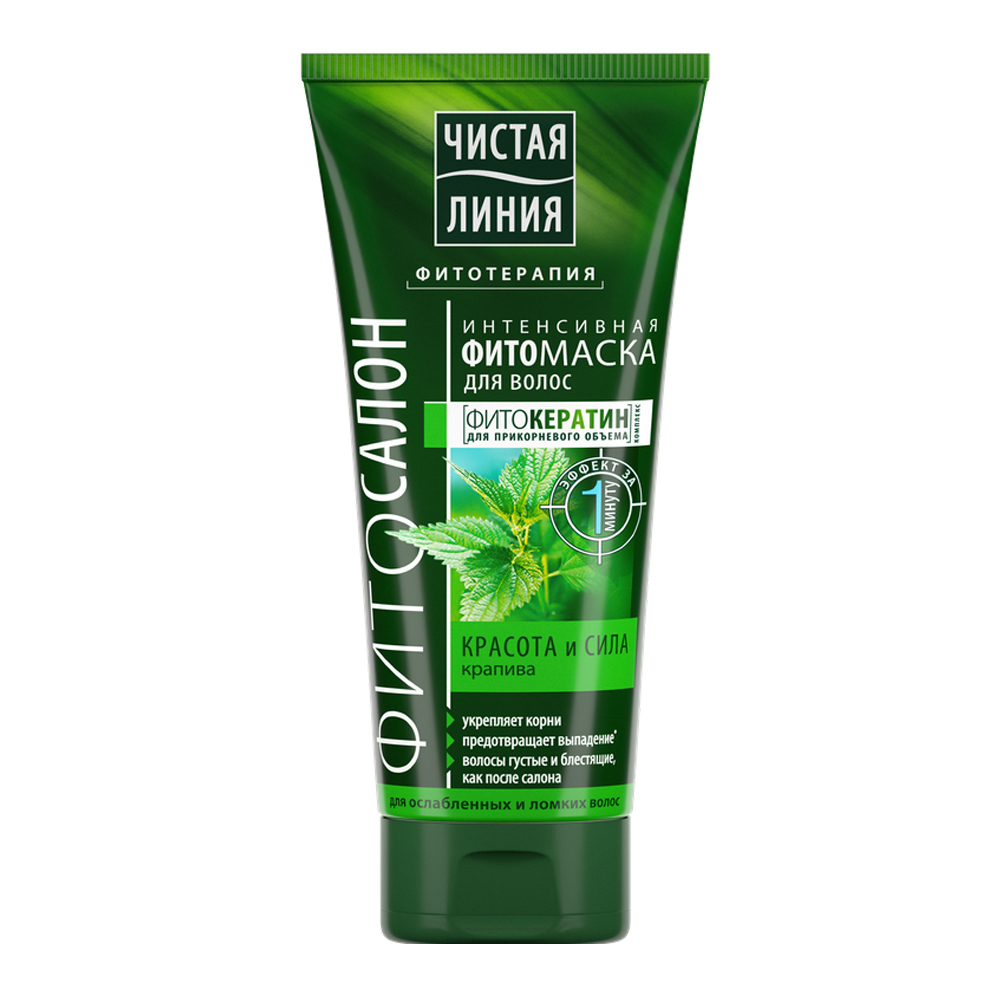 ЧИСТАЯ
ЛИНИЯ
ФИТОТЕРАПИЯ
ФИТОСАЛОН
ИНТЕНСИВНАЯ
ФИТОМАСКА
ДЛЯ ВОЛОС
[ФИТОКЕРАТИН]
ДЛЯ ПРИКОРНЕВОГО ОБЪЕМА
КОМПЛЕКС
ЭФФЕКТ ЗА
1 МИНУТУ
КРАСОТА и СИЛА
крапива
укрепляет корни
предотвращает выпадение*
волосы густые и блестящие,
как после салона
для ослабленных и ломких волос